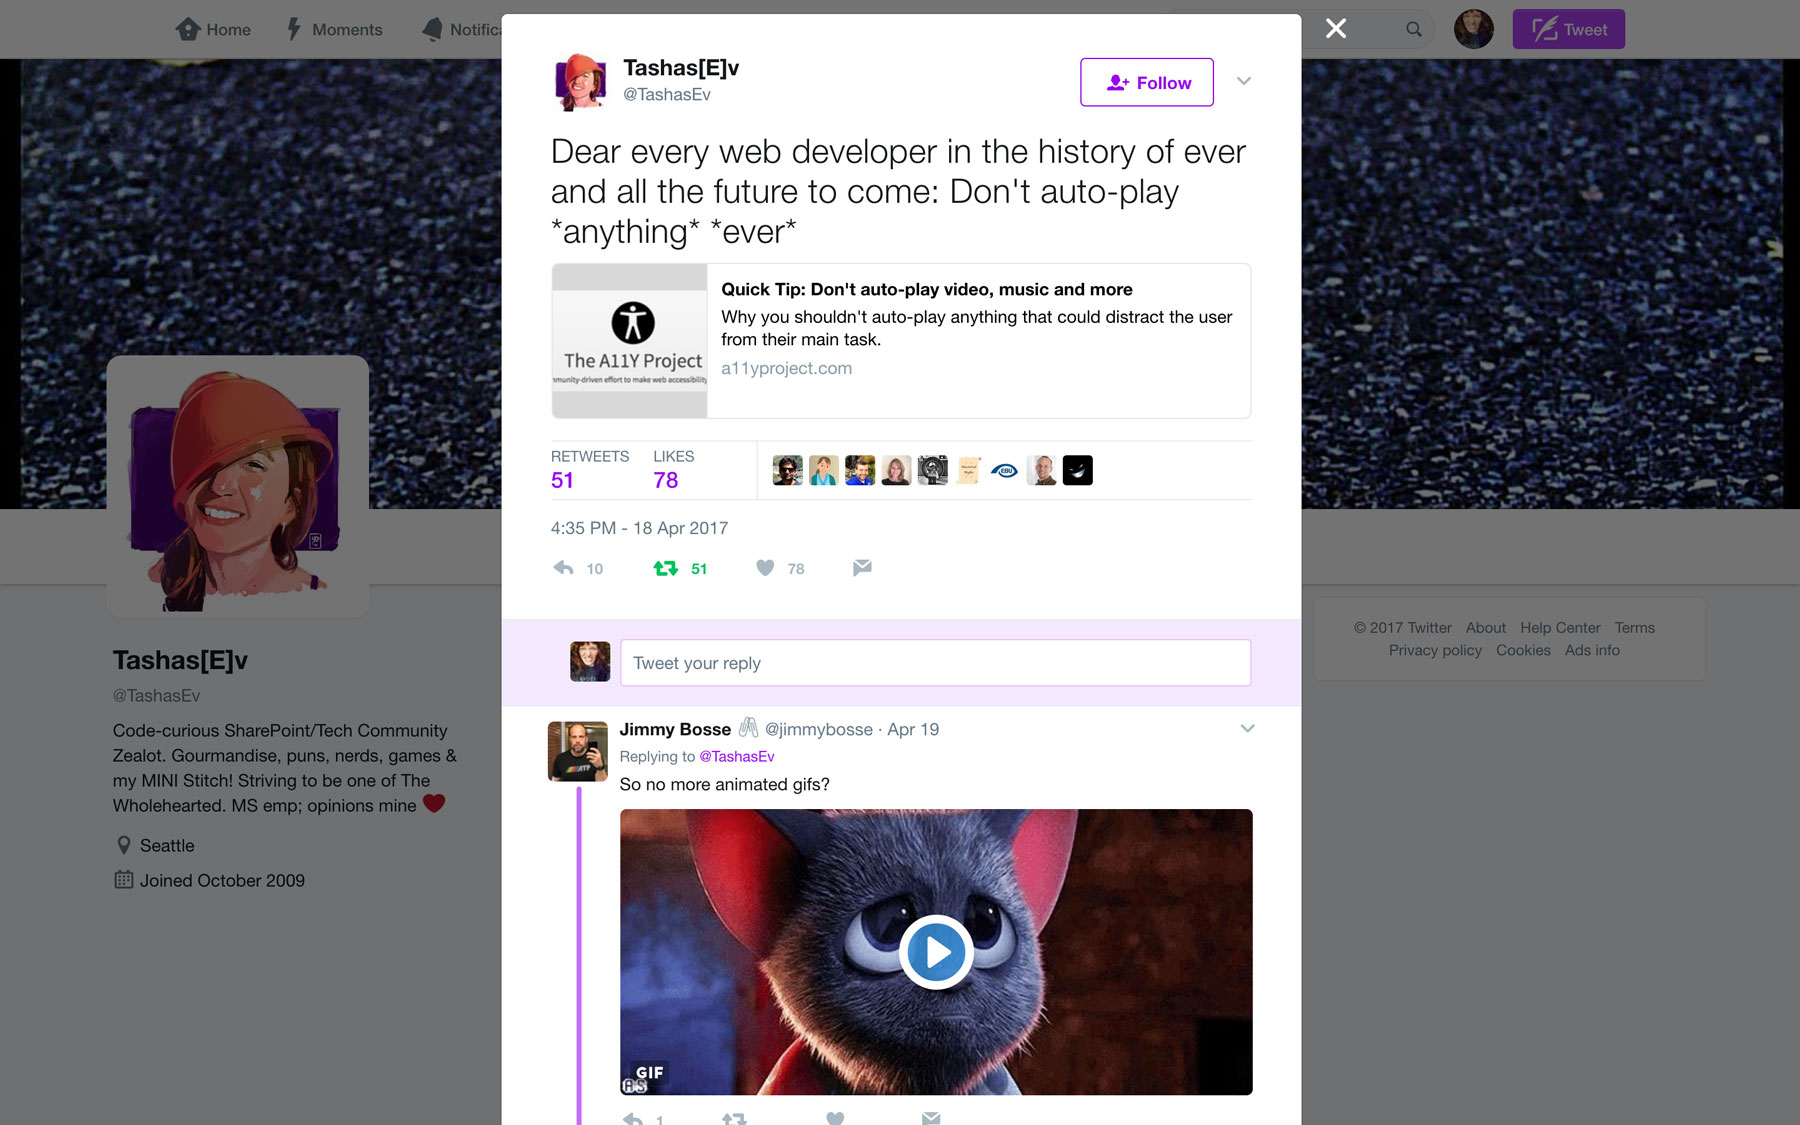 Home
Moments
Notific
Tweet
Tashas[E]v
@TashasEv
Follow
Dear every web developer in the history of ever
and all the future to come: Don't auto-play
*anything* *ever*
The A11Y Project
mmunity-driven effort to make web accessibility
Quick Tip: Don't auto-play video, music and more
Why you shouldn't auto-play anything that could distract the user
from their main task.
a11yproject.com
RETWEETS
51
LIKES
78
EBU
4:35 PM - 18 Apr 2017
10
51
78
Tweet your reply
Jimmy Bosse @jimmybosse · Apr 19
Replying to @TashasEv
So no more animated gifs?
GIF
AS
1
Tashas[E]v
@TashasEv
Code-curious SharePoint/Tech Community
Zealot. Gourmandise, puns, nerds, games &
my MINI Stitch! Striving to be one of The
Wholehearted. MS emp; opinions mine ❤
Seattle
Joined October 2009
© 2017 Twitter About Help Center Terms
Privacy policy Cookies Ads info